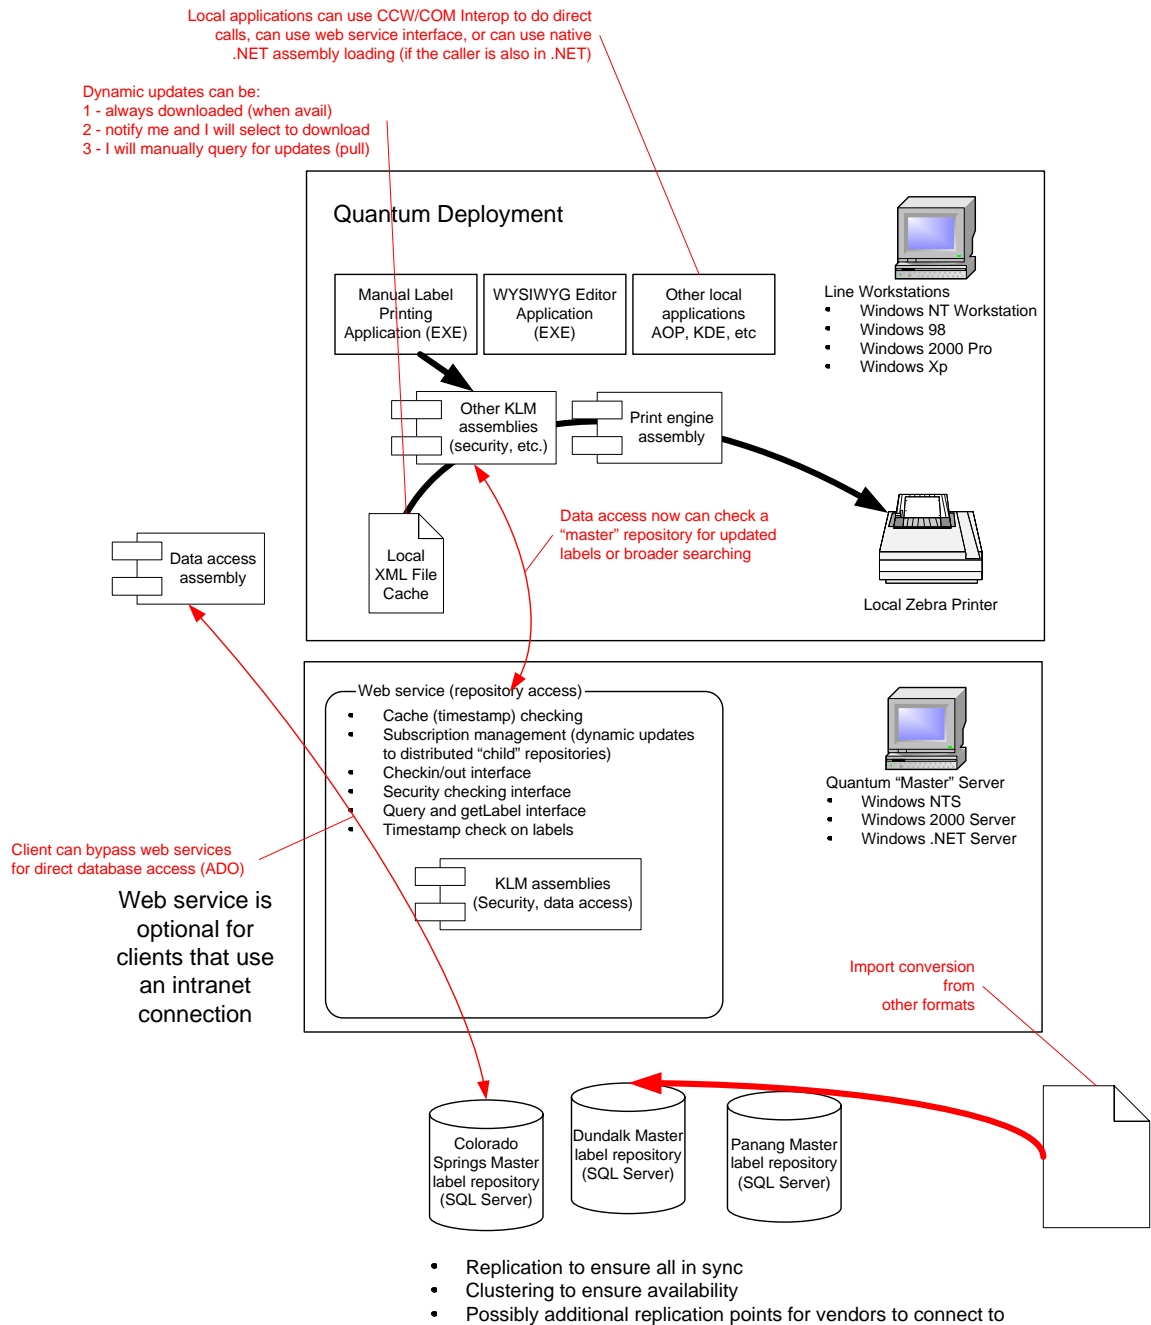 Local applications can use CCW/COM Interop to do direct
calls, can use web service interface, or can use native
.NET assembly loading (if the caller is also in .NET)
Dynamic updates can be:
1 - always downloaded (when avail)
2 - notify me and I will select to download
3 - I will manually query for updates (pull)
Quantum Deployment
Manual Label
Printing
Application (EXE)
WYSIWYG Editor
Application
(EXE)
Other local
applications
AOP, KDE, etc
Line Workstations
• Windows NT Workstation
• Windows 98
• Windows 2000 Pro
• Windows Xp
Other KLM
assemblies
(security, etc.)
Print engine
assembly
Data access now can check a
“master” repository for updated
labels or broader searching
Data access
assembly
Local
XML File
Cache
Local Zebra Printer
Web service (repository access)
• Cache (timestamp) checking
• Subscription management (dynamic updates
to distributed “child” repositories)
• Checkin/out interface
• Security checking interface
• Query and getLabel interface
• Timestamp check on labels
Quantum “Master” Server
• Windows NTS
• Windows 2000 Server
• Windows .NET Server
Client can bypass web services
for direct database access (ADO)
KLM assemblies
(Security, data access)
Web service is
optional for
clients that use
an intranet
connection
Import conversion
from
other formats
Colorado
Springs Master
label repository
(SQL Server)
Dundalk Master
label repository
(SQL Server)
Panang Master
label repository
(SQL Server)
• Replication to ensure all in sync
• Clustering to ensure availability
• Possibly additional replication points for vendors to connect to